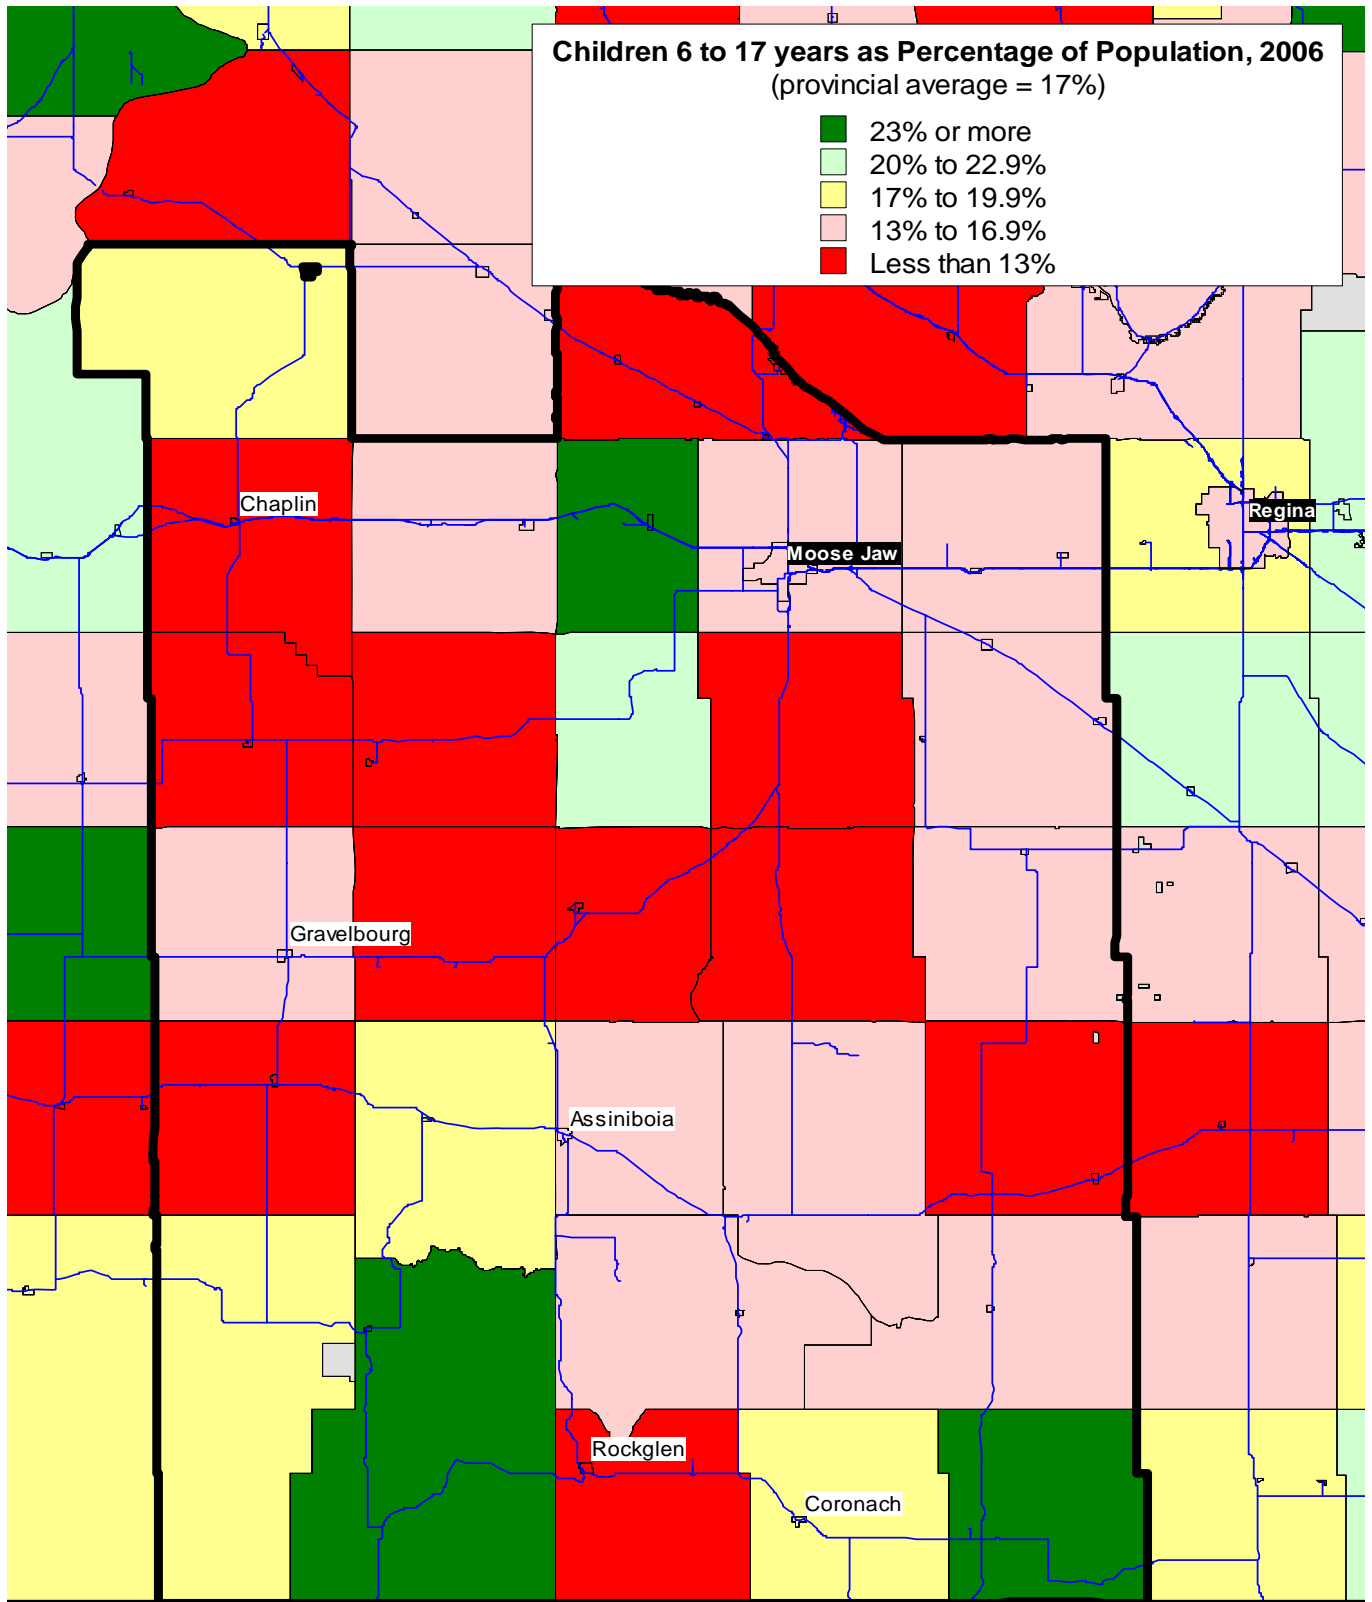 Children 6 to 17 years as Percentage of Population, 2006
(provincial average = 17%)
23% or more
20% to 22.9%
17% to 19.9%
13% to 16.9%
Less than 13%
Chaplin
Regina
Moose Jaw
Gravelbourg
Assiniboia
Rockglen
Coronach